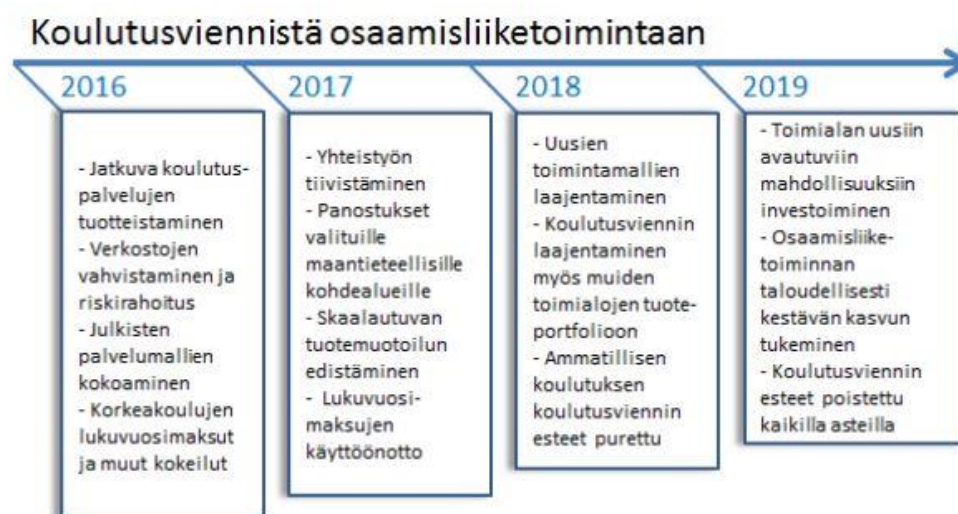 Koulutusviennistä osaamisliiketoimintaan
2016
- Jatkuva koulutus-
palvelujen
tuotteistaminen
- Verkostojen
vahvistaminen ja
riskirahoitus
- Julkisten
palvelumallien
kokoaminen
- Korkeakoulujen
lukuvuosimaksut
ja muut kokeilut
2017
- Yhteistyön
tiivistäminen
- Panostukset
valituille
maantieteellisille
kohdealueille
- Skaalautuvan
tuotemuotoilun
edistäminen
- Lukuvuosi-
maksujen
käyttöönotto
2018
- Uusien
toimintamallien
laajentaminen
- Koulutusviennin
laajentaminen
myös muiden
toimialojen tuote-
portfolioon
- Ammatillisen
koulutuksen
koulutusviennin
esteet purettu
2019
- Toimialan uusiin
avautuviin
mahdollisuuksiin
investoiminen
- Osaamisliike-
toiminnan
taloudellisesti
kestävän kasvun
tukeminen
- Koulutusviennin
esteet poistettu
kaikilla asteilla